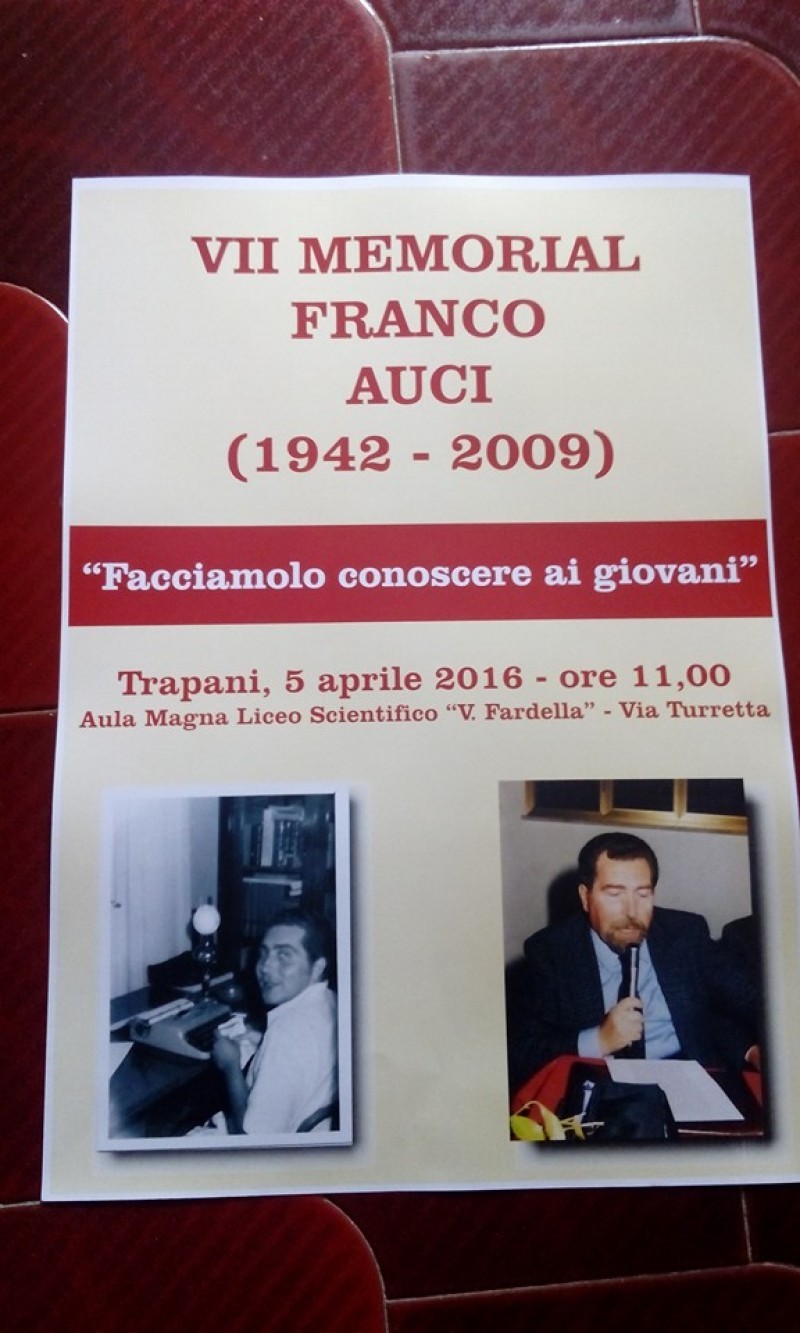 VII MEMORIAL
FRANCO
AUCI
(1942 - 2009)
“Facciamolo conoscere ai giovani”
Trapani, 5 aprile 2016 - ore 11,00
Aula Magna Liceo Scientifico “V. Fardella” - Via Turretta